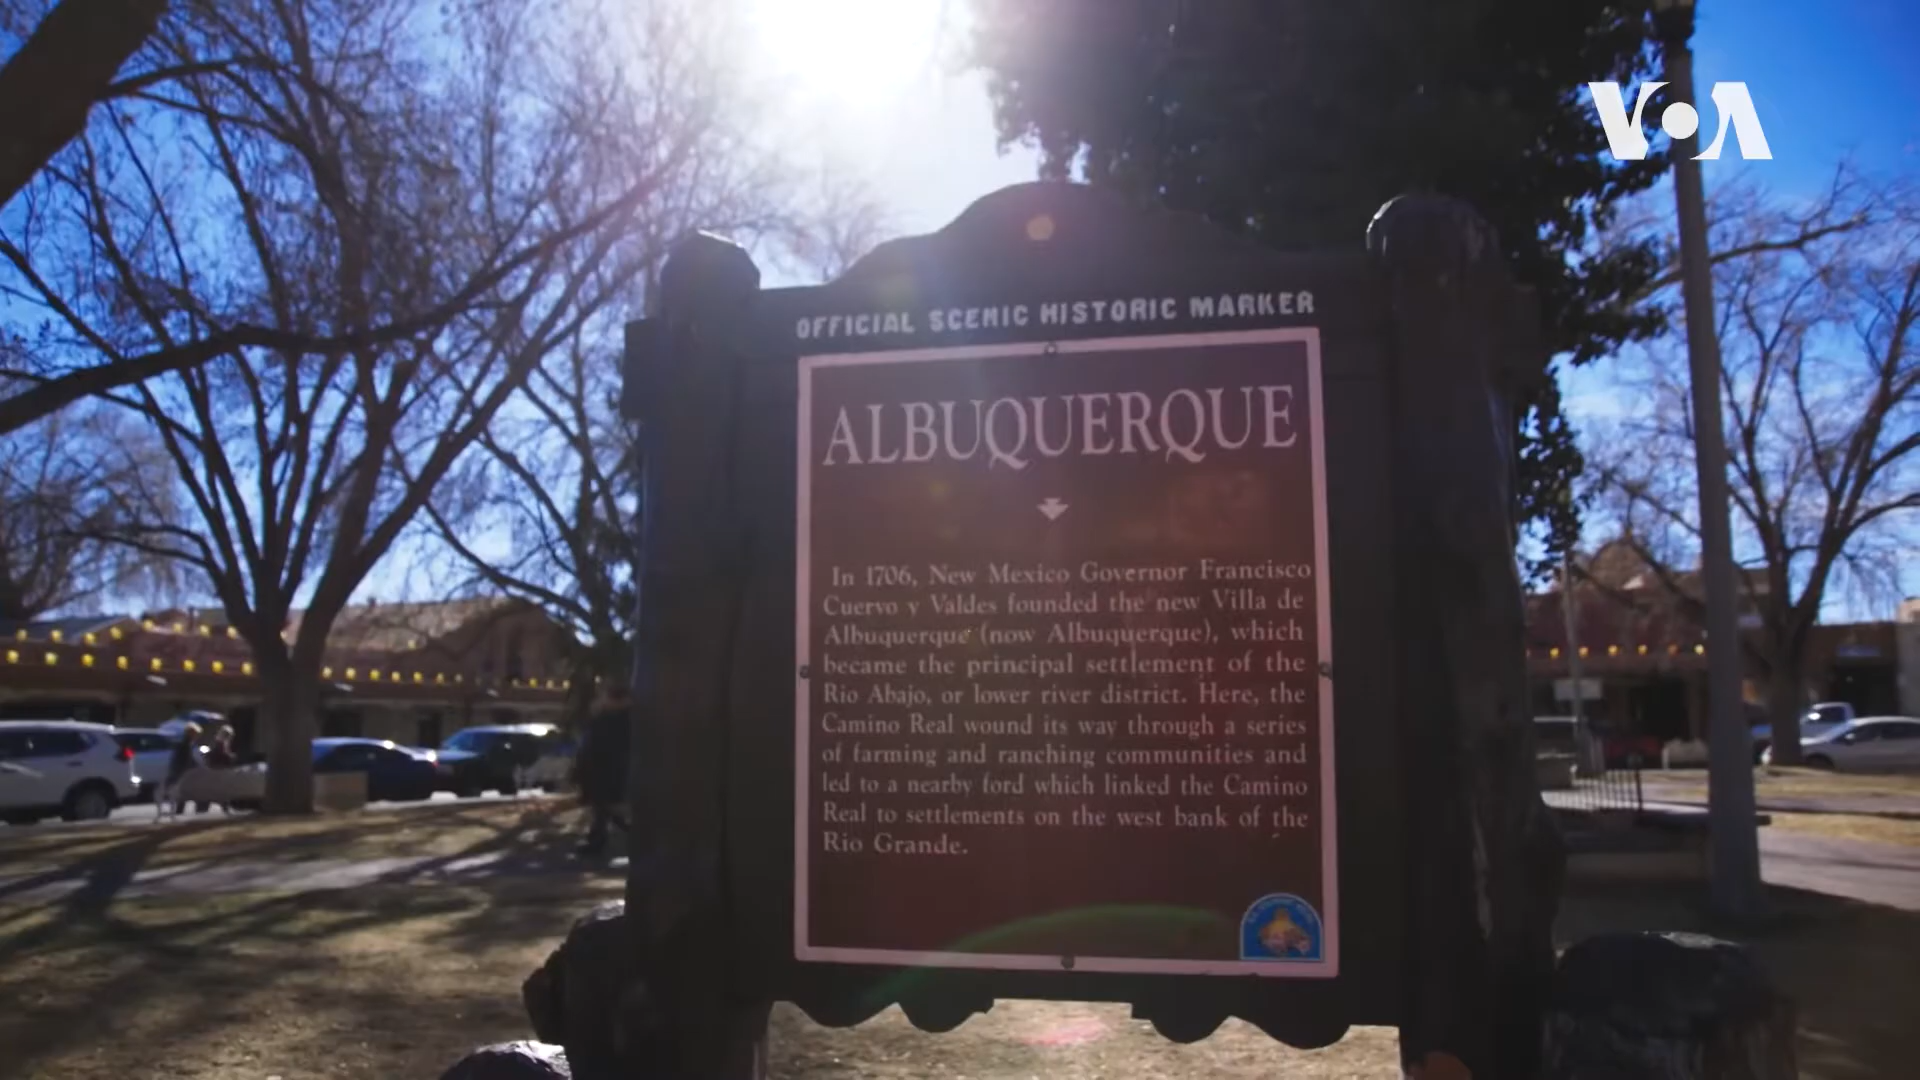 VOA
OFFICIAL SCENIC HISTORIC MARKER
ALBUQUERQUE
In 1706, New Mexico Governor Francisco
Cuervo y Valdes founded the new Villa de
Albuquerque (now Albuquerque), which
became the principal settlement of the
Rio Abajo, or lower river district. Here, the
Camino Real wound its way through a series
of farming and ranching communities and
led to a nearby ford which linked the Camino
Real to settlements on the west bank of the
Rio Grande.